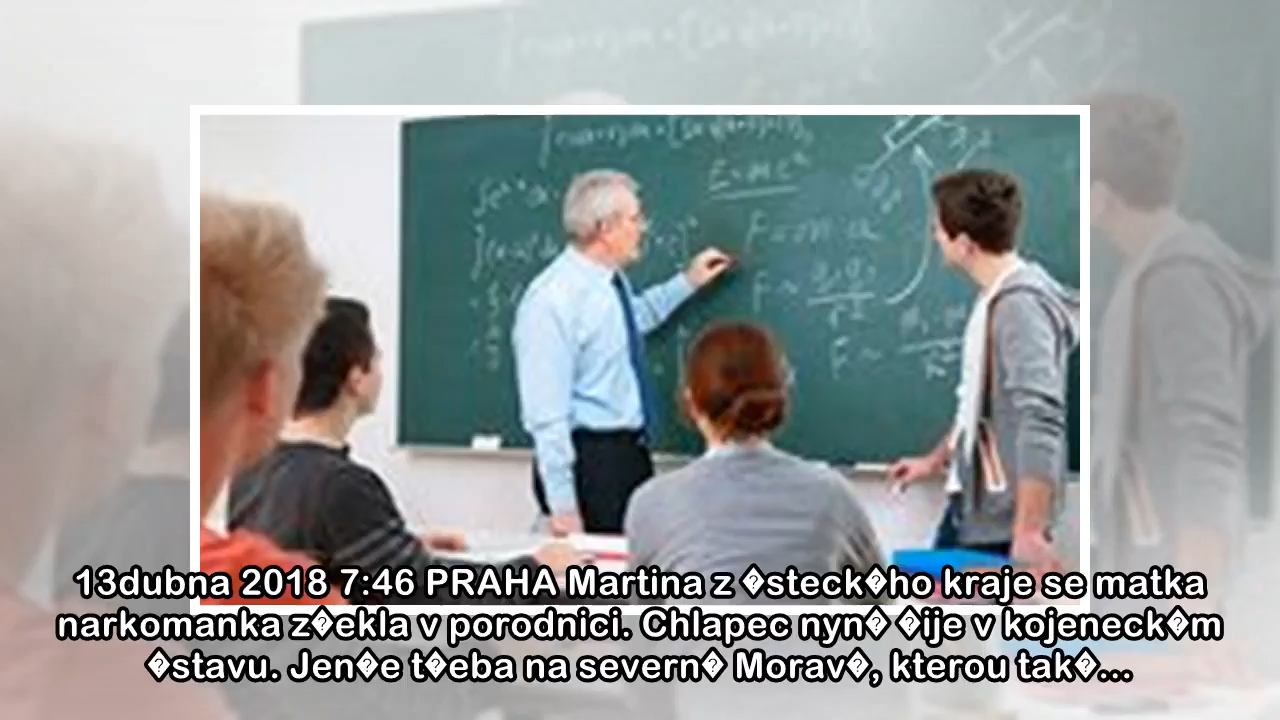 E=mc²
F=m·a
13dubna 2018 7:46 PRAHA Martina z �steck�ho kraje se matka
narkomanka z�ekla v porodnici. Chlapec nyn� �ije v kojeneck�m
�stavu. Jen�e t�eba na severn� Morav�, kterou tak�...